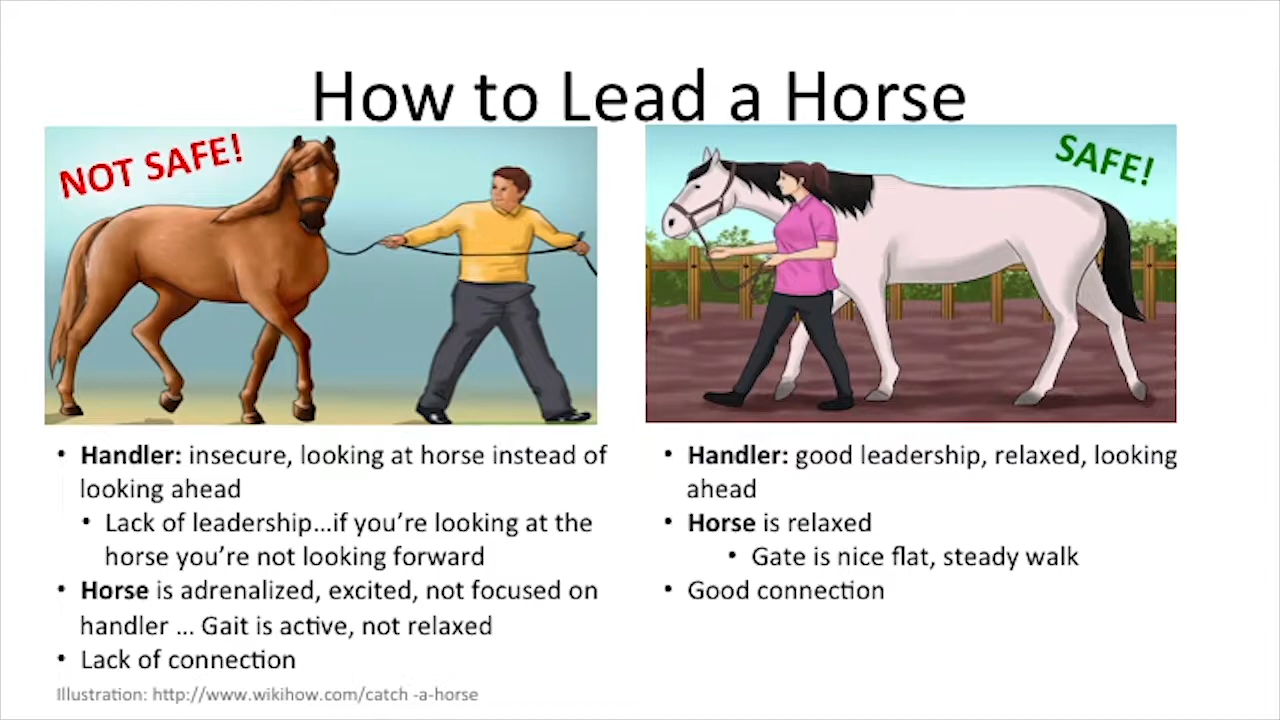 How to Lead a Horse
NOT SAFE!
SAFE!
• Handler: insecure, looking at horse instead of
looking ahead
• Lack of leadership...if you're looking at the
horse you're not looking forward
• Horse is adrenalized, excited, not focused on
handler ... Gait is active, not relaxed
• Lack of connection
Illustration: http://www.wikihow.com/catch -a-horse
• Handler: good leadership, relaxed, looking
ahead
• Horse is relaxed
• Gate is nice flat, steady walk
• Good connection